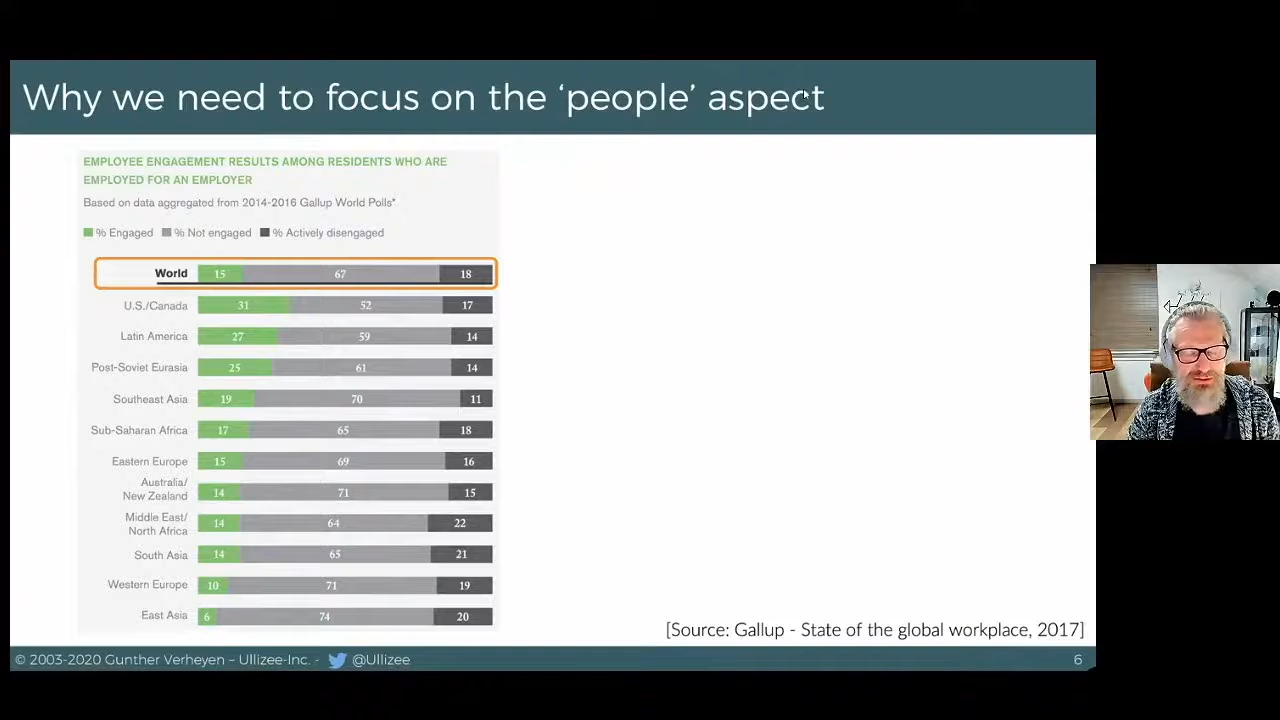 Why we need to focus on the ‘people’ aspect
EMPLOYEE ENGAGEMENT RESULTS AMONG RESIDENTS WHO ARE
EMPLOYED FOR AN EMPLOYER
Based on data aggregated from 2014-2016 Gallup World Polls*
% Engaged % Not engaged % Actively disengaged
World 15 67 18
U.S./Canada 31 52 17
Latin America 27 59 14
Post-Soviet Eurasia 25 61 14
Southeast Asia 19 70 11
Sub-Saharan Africa 17 65 18
Eastern Europe 15 69 16
Australia/
New Zealand 14 71 15
Middle East/
North Africa 14 64 22
South Asia 14 65 21
Western Europe 10 71 19
East Asia 6 74 20
[Source: Gallup - State of the global workplace, 2017]
© 2003-2020 Gunther Verheyen – Ullizee-Inc. - @Ullizee 6